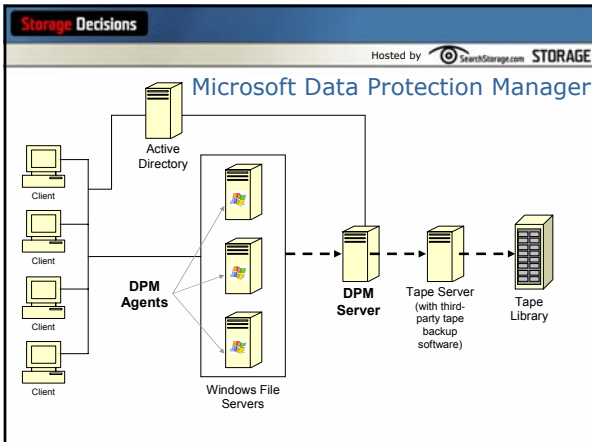 Storage Decisions
Hosted by SearchStorage.com STORAGE
Microsoft Data Protection Manager
Active
Directory
Client
Client
Client
Client
DPM
Agents
Windows File
Servers
DPM
Server
Tape Server
(with third-
party tape
backup
software)
Tape
Library